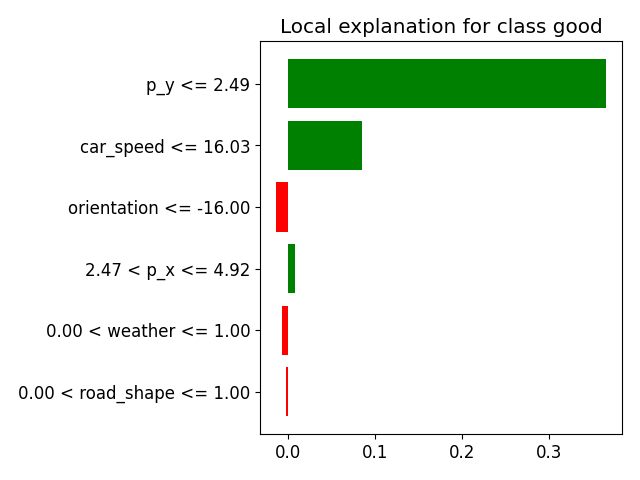 Local explanation for class good
p_y <= 2.49
car_speed <= 16.03
orientation <= -16.00
2.47 < p_x <= 4.92
0.00 < weather <= 1.00
0.00 < road_shape <= 1.00
0.0 0.1 0.2 0.3